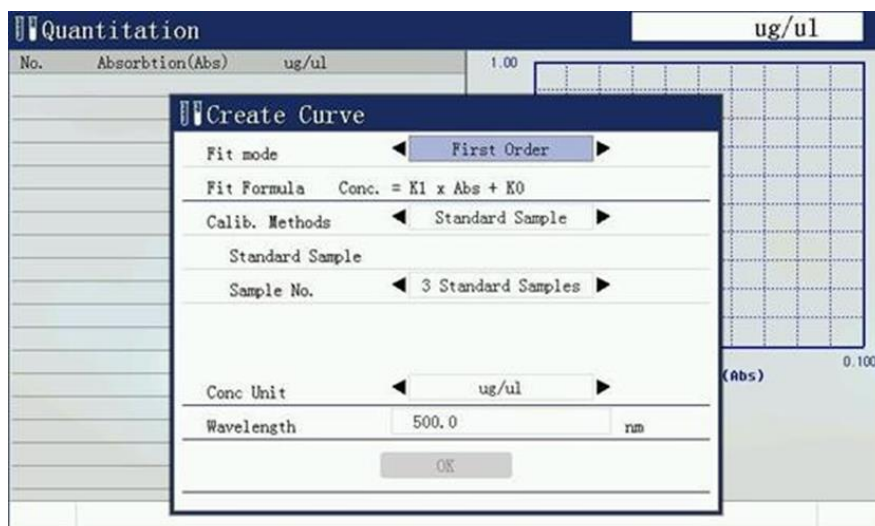 Quantitation
ug/ul
No. Absorbtion(Abs) ug/ul
1.00
Create Curve
Fit mode First Order
Fit Formula Conc. = K1 x Abs + K0
Calib. Methods Standard Sample
Standard Sample
Sample No. 3 Standard Samples
0.100
(Abs)
Conc Unit ug/ul
Wavelength 500.0 nm
OK